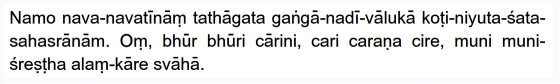 Namo nava-navatīnāṃ tathāgata gaṅgā-nadī-vālukā koṭi-niyuta-śata-
sahasrānām. Oṃ, bhūr bhūri cārini, cari caraṇa cire, muni muni-
śreṣṭha alaṃ-kāre svāhā.